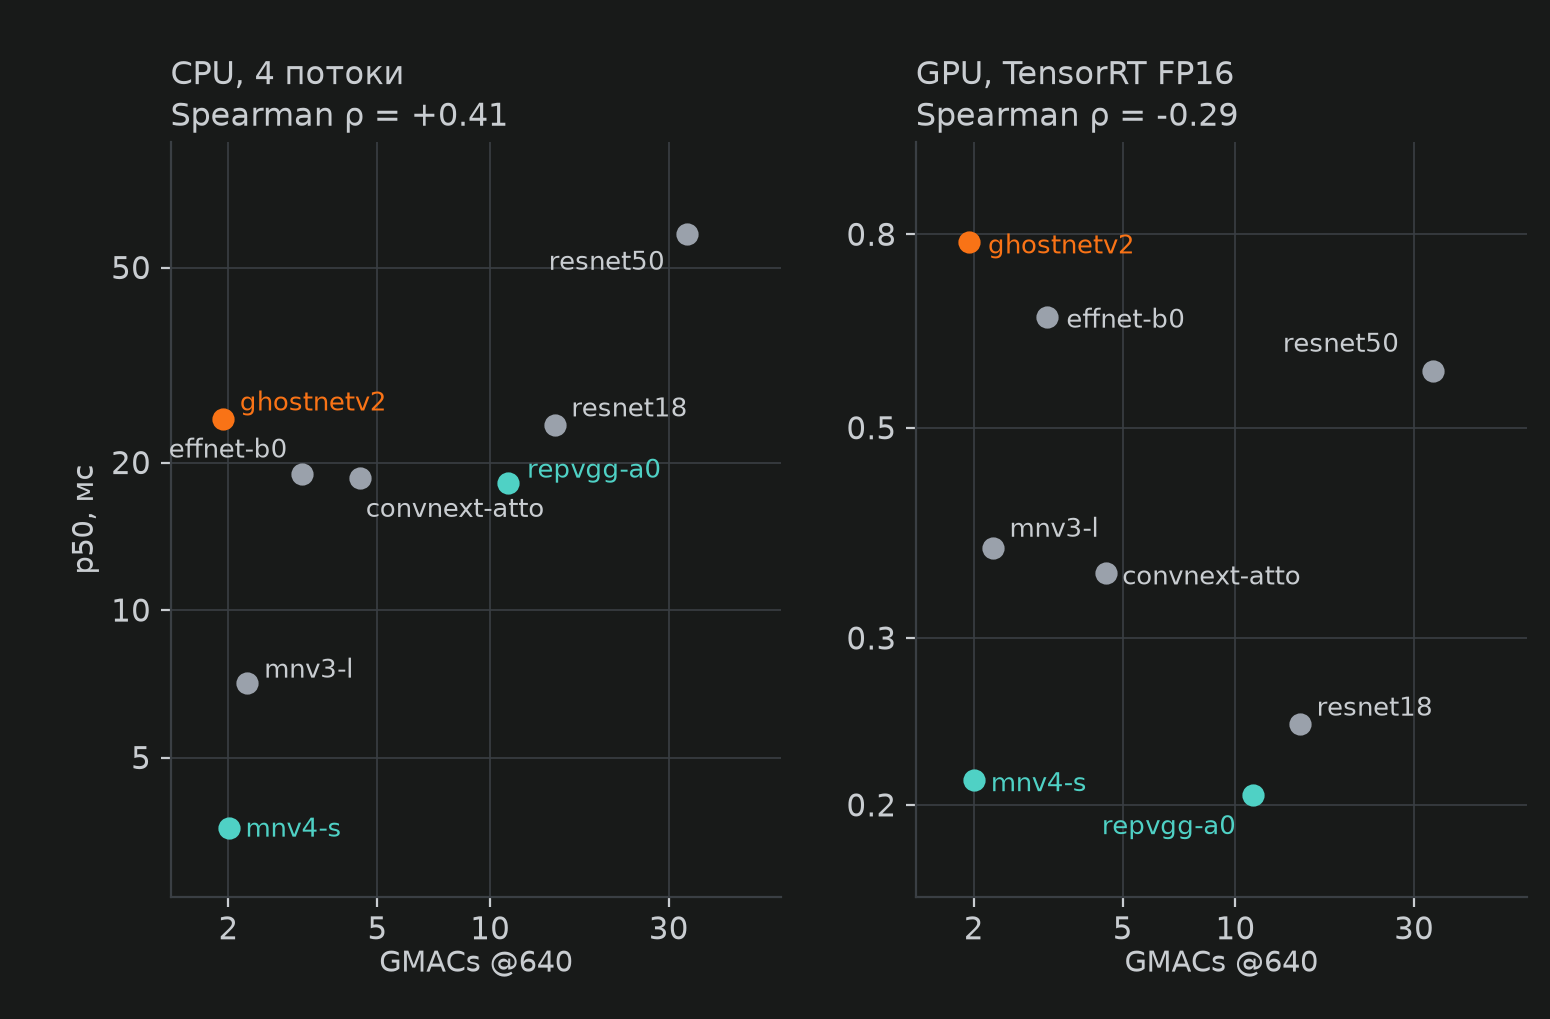 CPU, 4 потоки
Spearman ρ = +0.41
p50, мс
50
20
10
5
resnet50
ghostnetv2
resnet18
effnet-b0
repvgg-a0
convnext-atto
mnv3-l
mnv4-s
2 5 10 30
GMACs @640
GPU, TensorRT FP16
Spearman ρ = -0.29
0.8
0.5
0.3
0.2
ghostnetv2
effnet-b0
resnet50
mnv3-l
convnext-atto
resnet18
mnv4-s
repvgg-a0
2 5 10 30
GMACs @640